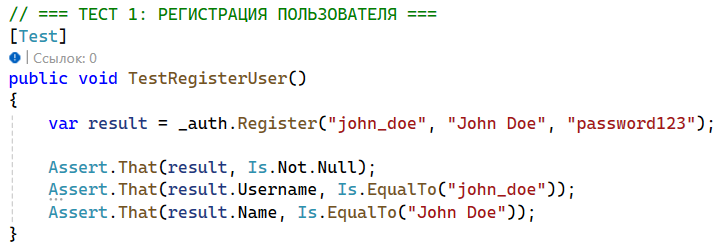 // === ТЕСТ 1: РЕГИСТРАЦИЯ ПОЛЬЗОВАТЕЛЯ ===
[Test]
| Ссылок: 0
public void TestRegisterUser()
{
    var result = _auth.Register("john_doe", "John Doe", "password123");

    Assert.That(result, Is.Not.Null);
    Assert.That(result.Username, Is.EqualTo("john_doe"));
    Assert.That(result.Name, Is.EqualTo("John Doe"));
}